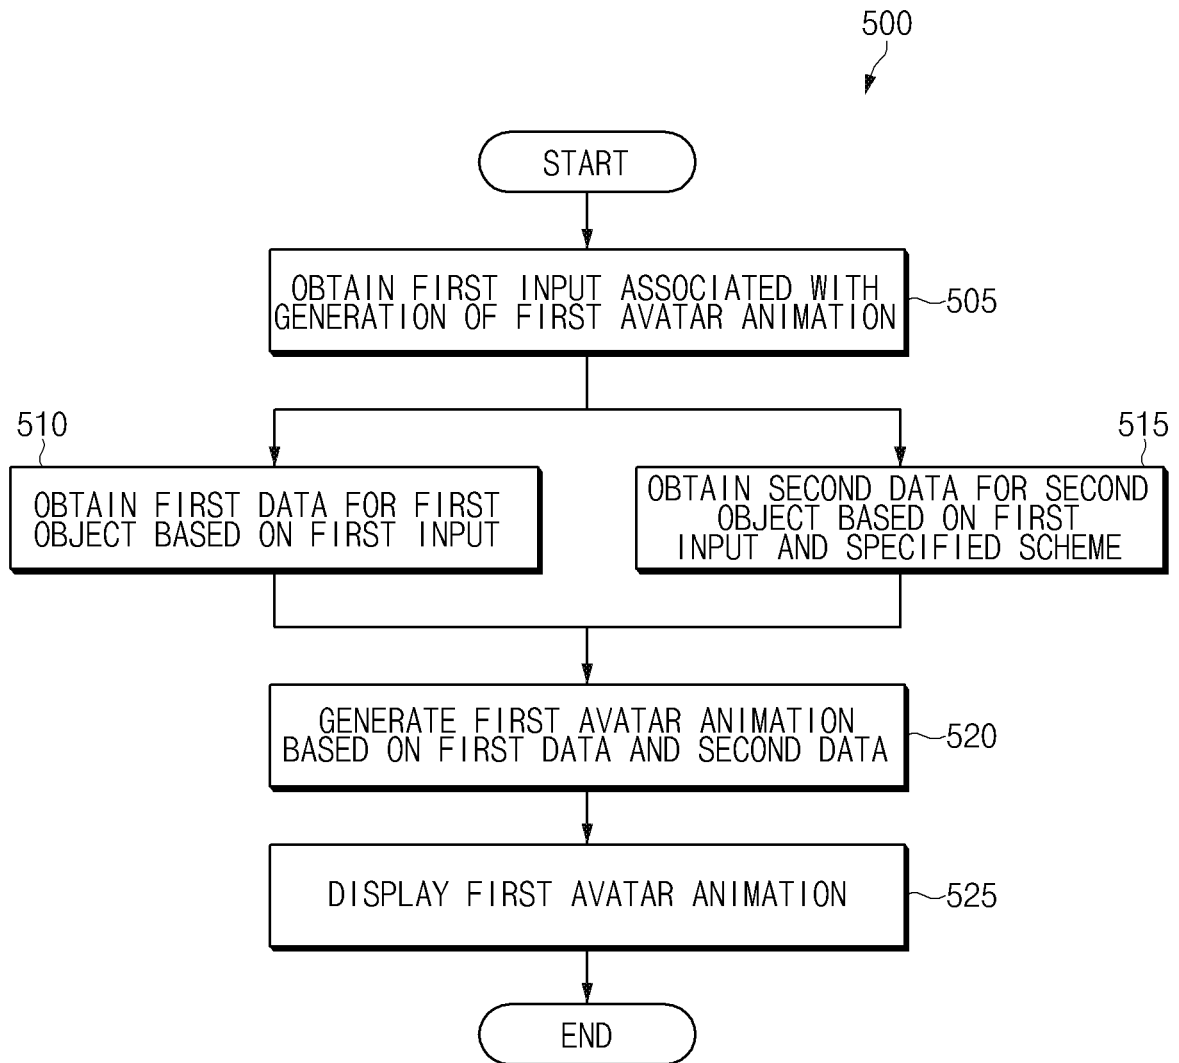 500
START
OBTAIN FIRST INPUT ASSOCIATED WITH
GENERATION OF FIRST AVATAR ANIMATION
505
510
OBTAIN FIRST DATA FOR FIRST
OBJECT BASED ON FIRST INPUT
515
OBTAIN SECOND DATA FOR SECOND
OBJECT BASED ON FIRST
INPUT AND SPECIFIED SCHEME
GENERATE FIRST AVATAR ANIMATION
BASED ON FIRST DATA AND SECOND DATA
520
DISPLAY FIRST AVATAR ANIMATION
525
END